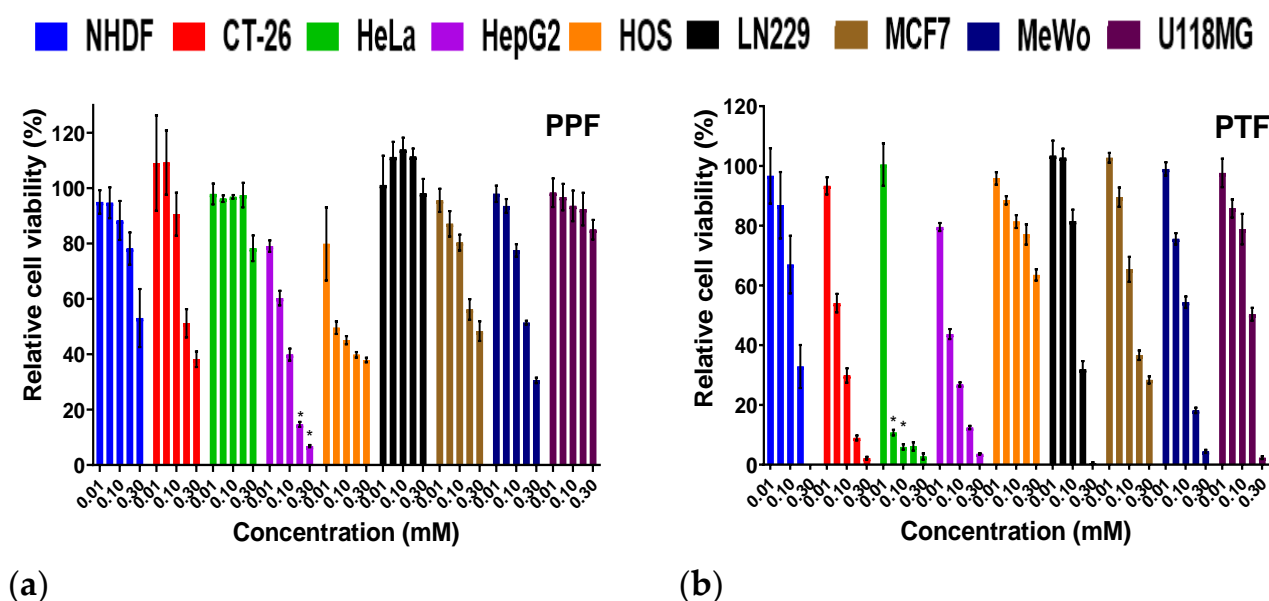 NHDF CT-26 HeLa HepG2 HOS LN229 MCF7 MeWo U118MG
PPF
Relative cell viability (%)
120
100
80
60
40
20
0
* *
0.01 0.10 0.30 0.01 0.10 0.30 0.01 0.10 0.30 0.01 0.10 0.30 0.01 0.10 0.30 0.01 0.10 0.30 0.01 0.10 0.30 0.01 0.10 0.30 0.01 0.10 0.30
Concentration (mM)
(a)
PTF
Relative cell viability (%)
120
100
80
60
40
20
0
* *
0.01 0.10 0.30 0.01 0.10 0.30 0.01 0.10 0.30 0.01 0.10 0.30 0.01 0.10 0.30 0.01 0.10 0.30 0.01 0.10 0.30 0.01 0.10 0.30 0.01 0.10 0.30
Concentration (mM)
(b)